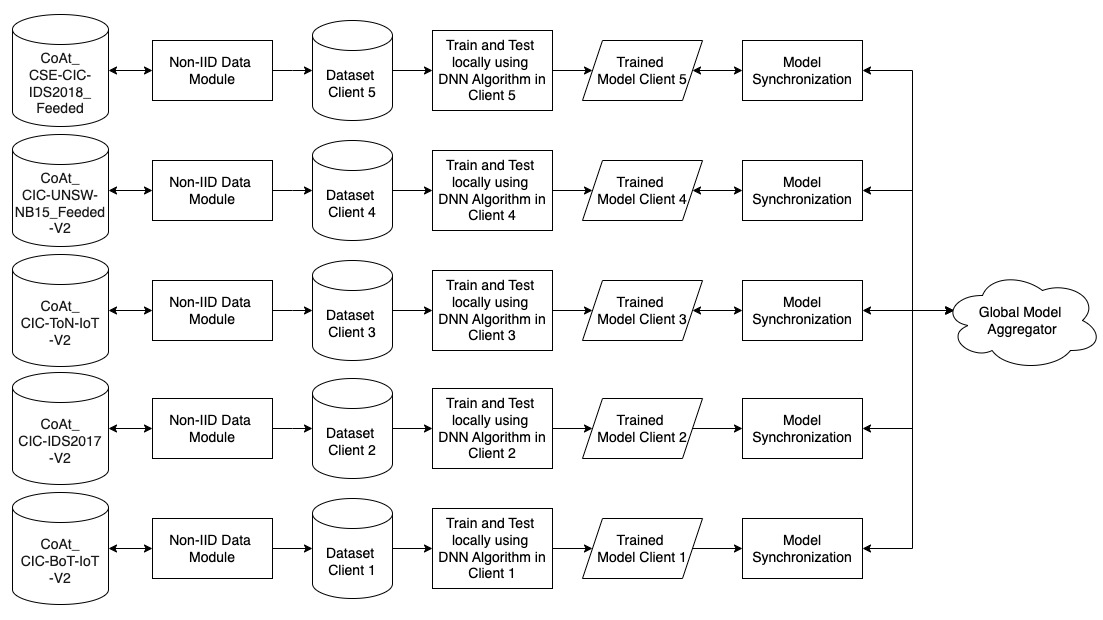 CoAt_
CSE-CIC-
IDS2018_
Feeded
Non-IID Data
Module
Dataset
Client 5
Train and Test
locally using
DNN Algorithm in
Client 5
Trained
Model Client 5
Model
Synchronization
CoAt_
CIC-UNSW-
NB15_Feeded
-V2
Non-IID Data
Module
Dataset
Client 4
Train and Test
locally using
DNN Algorithm in
Client 4
Trained
Model Client 4
Model
Synchronization
CoAt_
CIC-ToN-IoT
-V2
Non-IID Data
Module
Dataset
Client 3
Train and Test
locally using
DNN Algorithm in
Client 3
Trained
Model Client 3
Model
Synchronization
Global Model
Aggregator
CoAt_
CIC-IDS2017
-V2
Non-IID Data
Module
Dataset
Client 2
Train and Test
locally using
DNN Algorithm in
Client 2
Trained
Model Client 2
Model
Synchronization
CoAt_
CIC-BoT-IoT
-V2
Non-IID Data
Module
Dataset
Client 1
Train and Test
locally using
DNN Algorithm in
Client 1
Trained
Model Client 1
Model
Synchronization